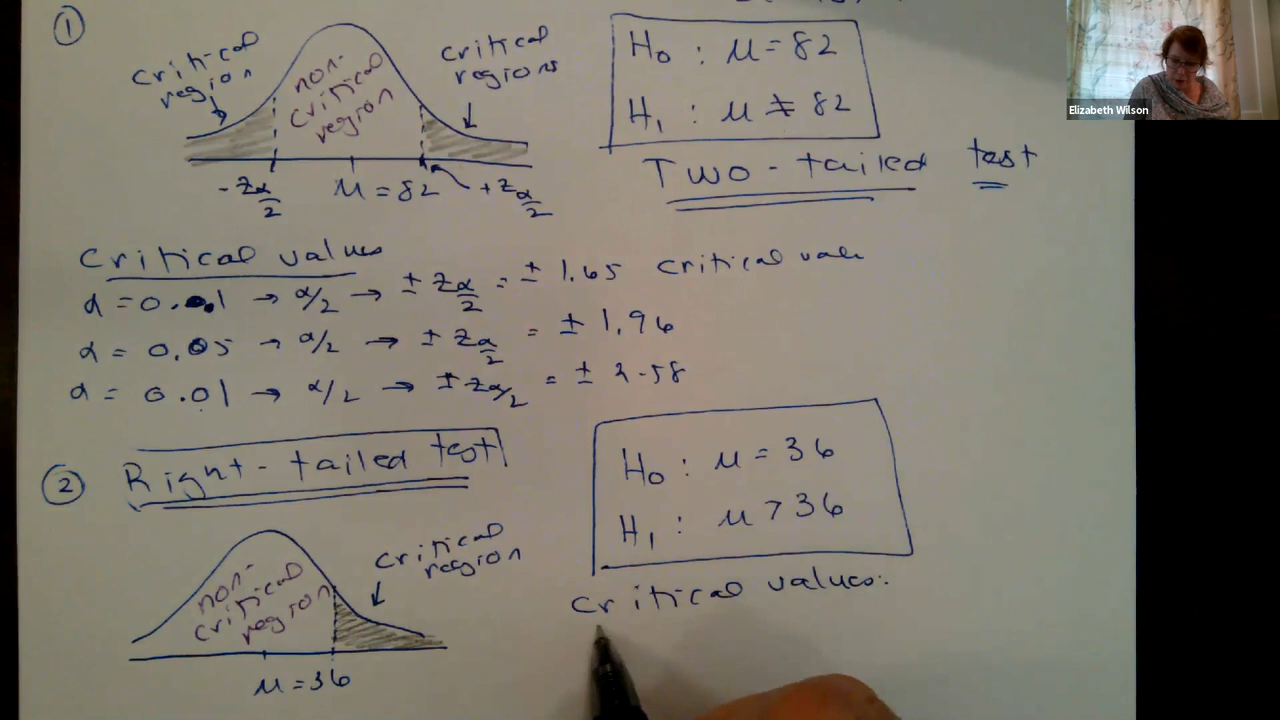 ①
critical region
non-critical region
critical regions
H₀ : μ = 82
H₁ : μ ≠ 82
Two-tailed test
-zα/2
μ = 82
+zα/2
Critical values
α = 0.1 → α/2 → ± zα/2 = ± 1.65 critical value
α = 0.05 → α/2 → ± zα/2 = ± 1.96
α = 0.01 → α/2 → ± zα/2 = ± 2.58
② Right-tailed test
non-critical region
critical region
μ = 36
H₀ : μ = 36
H₁ : μ > 36
Critical values:
Elizabeth Wilson